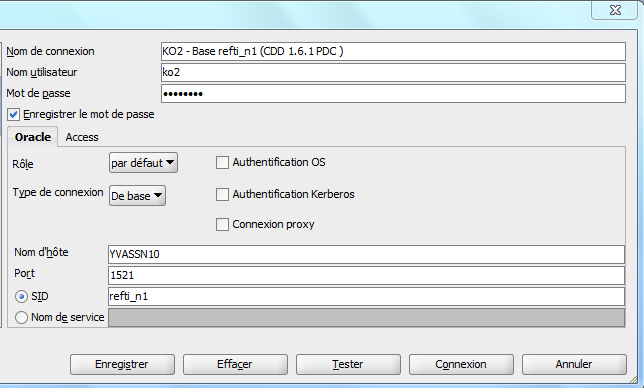 Nom de connexion KO2 - Base refti_n1 (CDD 1.6.1 PDC )
Nom utilisateur ko2
Mot de passe ••••••••
Enregistrer le mot de passe
Oracle Access
Rôle par défaut Authentification OS
Type de connexion De base Authentification Kerberos
Connexion proxy
Nom d'hôte YVASSN10
Port 1521
SID refti_n1
Nom de service
Enregistrer Effacer Tester Connexion Annuler